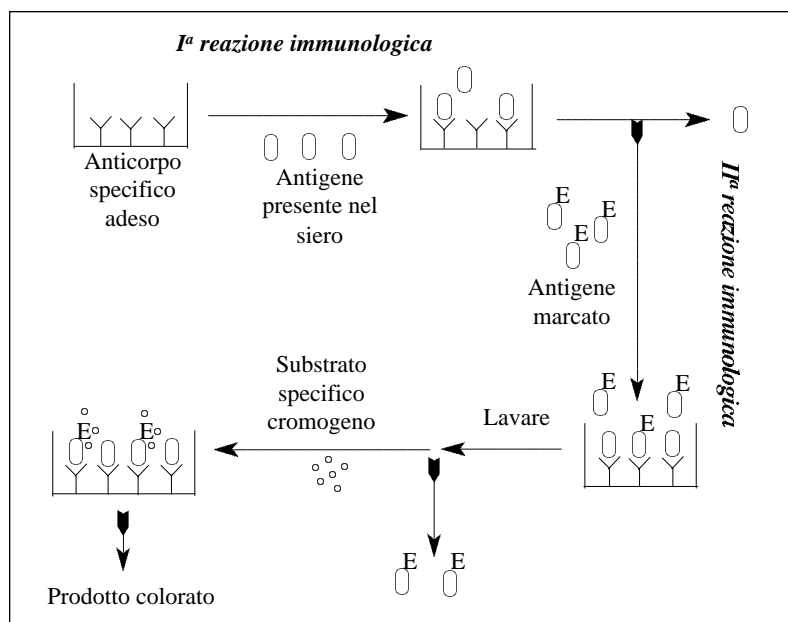 Iª reazione immunologica
Anticorpo
specifico
adeso
Antigene
presente nel
siero
E
E
E
Antigene
marcato
IIª reazione immunologica
E
E
E
Lavare
Substrato
specifico
cromogeno
E
E
E
E
Prodotto colorato